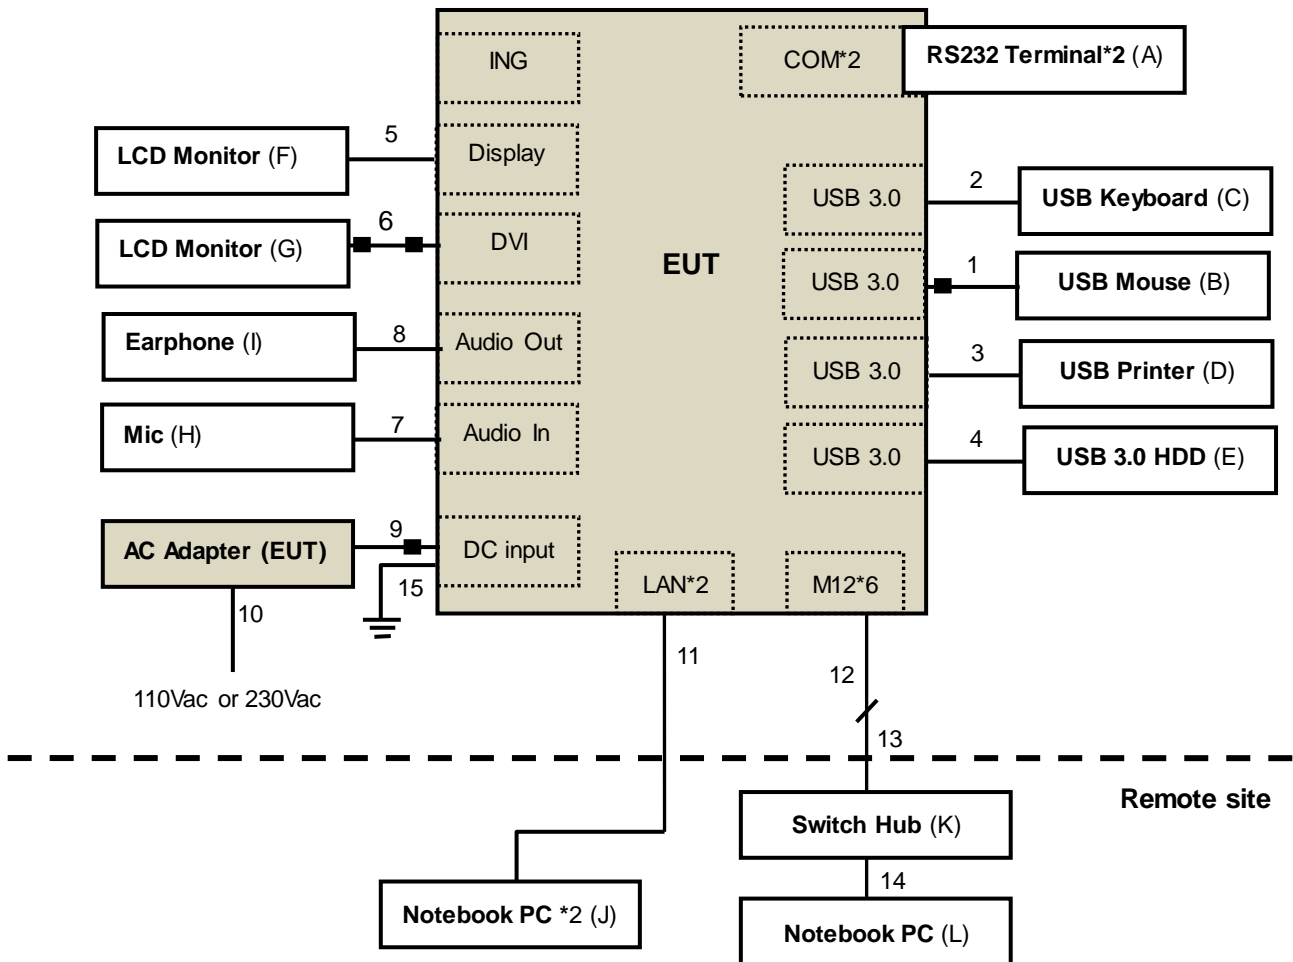 ING
COM*2
RS232 Terminal*2 (A)
5
LCD Monitor (F)
Display
USB 3.0
2
USB Keyboard (C)
6
LCD Monitor (G)
DVI
EUT
USB 3.0
1
USB Mouse (B)
Earphone (I)
8
Audio Out
USB 3.0
3
USB Printer (D)
Mic (H)
7
Audio In
USB 3.0
4
USB 3.0 HDD (E)
AC Adapter (EUT)
9
DC input
15
LAN*2
M12*6
10
110Vac or 230Vac
11
12
13
Remote site
Switch Hub (K)
14
Notebook PC *2 (J)
Notebook PC (L)